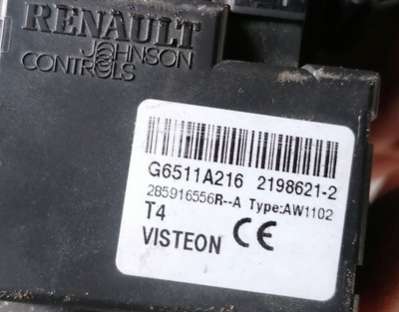 RENAULT
JOHNSON
CONTROLS
G6511A216 2198621-2
285916556R--A Type:AW1102
T4
VISTEON CE